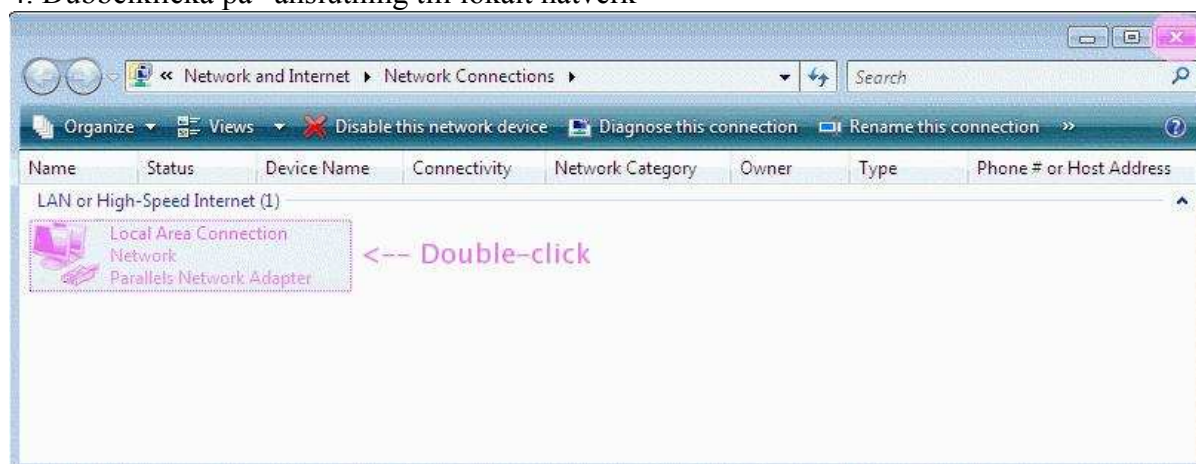 4. Dubbelklicka på "anslutning till lokalt nätverk"
« Network and Internet Network Connections Search
Organize Views Disable this network device Diagnose this connection Rename this connection »
Name Status Device Name Connectivity Network Category Owner Type Phone # or Host Address
LAN or High-Speed Internet (1)
Local Area Connection
Network
Parallels Network Adapter
<-- Double-click